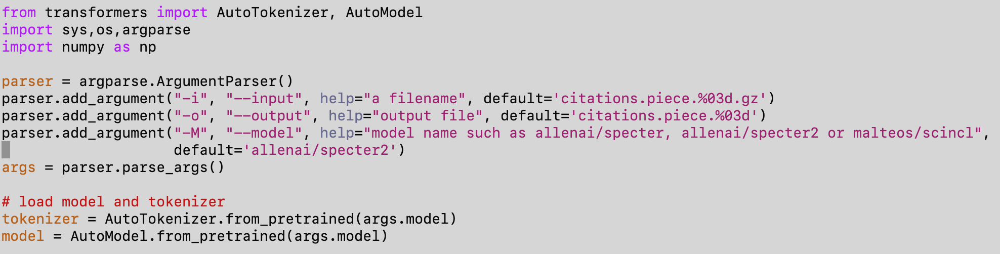 from transformers import AutoTokenizer, AutoModel
import sys,os,argparse
import numpy as np

parser = argparse.ArgumentParser()
parser.add_argument("-i", "--input", help="a filename", default='citations.piece.%03d.gz')
parser.add_argument("-o", "--output", help="output file", default='citations.piece.%03d')
parser.add_argument("-M", "--model", help="model name such as allenai/specter, allenai/specter2 or malteos/scincl",
                    default='allenai/specter2')
args = parser.parse_args()

# load model and tokenizer
tokenizer = AutoTokenizer.from_pretrained(args.model)
model = AutoModel.from_pretrained(args.model)